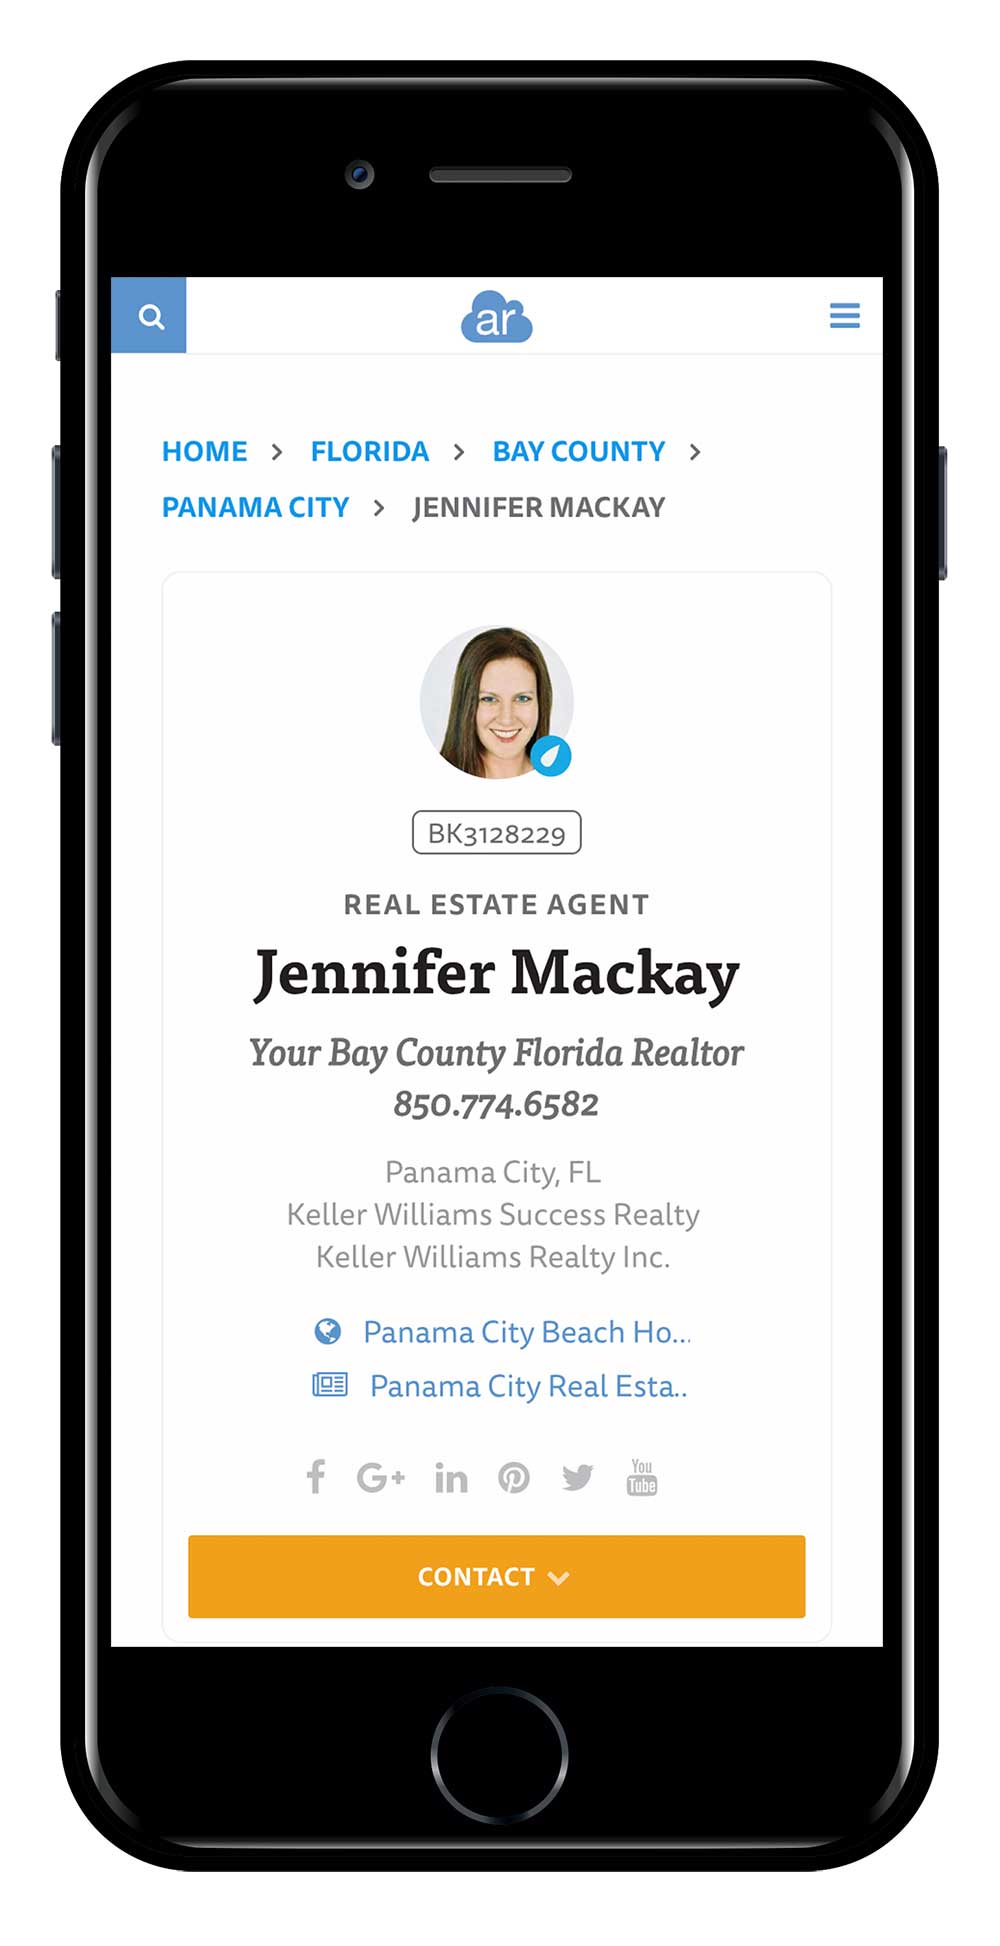 ar
HOME > FLORIDA > BAY COUNTY >
PANAMA CITY > JENNIFER MACKAY
BK3128229
REAL ESTATE AGENT
Jennifer Mackay
Your Bay County Florida Realtor
850.774.6582
Panama City, FL
Keller Williams Success Realty
Keller Williams Realty Inc.
Panama City Beach Ho...
Panama City Real Esta..
f G+ in You Tube
CONTACT